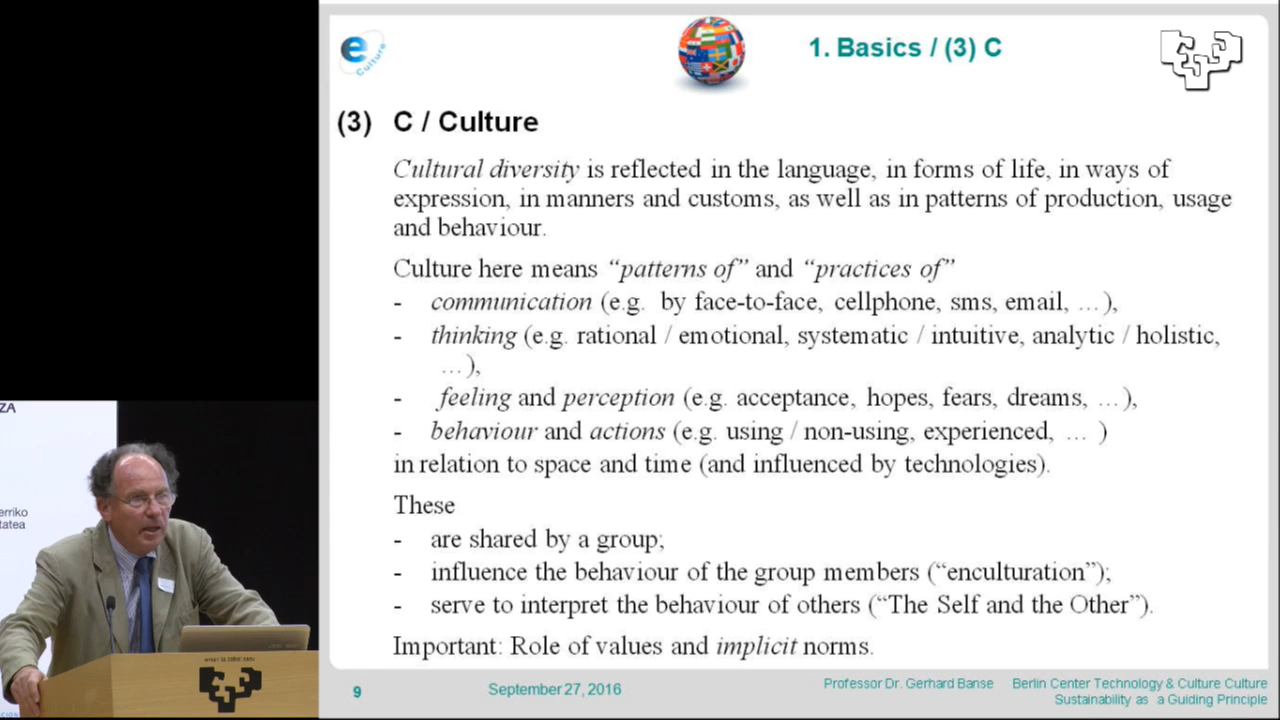 e
Culture
1. Basics / (3) C
(3) C / Culture
Cultural diversity is reflected in the language, in forms of life, in ways of
expression, in manners and customs, as well as in patterns of production, usage
and behaviour.
Culture here means “patterns of” and “practices of”
- communication (e.g. by face-to-face, cellphone, sms, email, …),
- thinking (e.g. rational / emotional, systematic / intuitive, analytic / holistic,
…),
- feeling and perception (e.g. acceptance, hopes, fears, dreams, …),
- behaviour and actions (e.g. using / non-using, experienced, … )
in relation to space and time (and influenced by technologies).
These
- are shared by a group;
- influence the behaviour of the group members (“enculturation”);
- serve to interpret the behaviour of others (“The Self and the Other”).
Important: Role of values and implicit norms.
9
September 27, 2016
Professor Dr. Gerhard Banse Berlin Center Technology & Culture Culture
Sustainability as a Guiding Principle
ZA
erriko
tatea